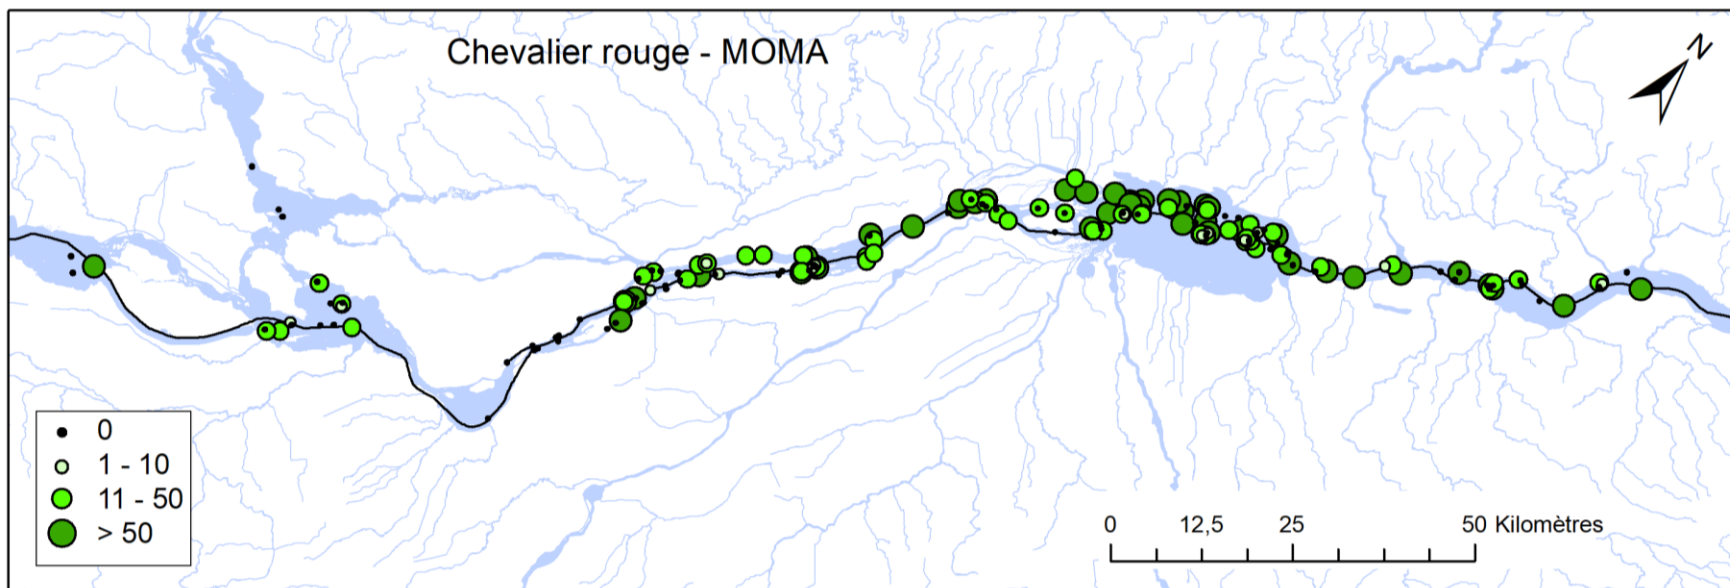 Chevalier rouge - MOMA
N
0
1 - 10
11 - 50
> 50
0 12,5 25 50 Kilomètres